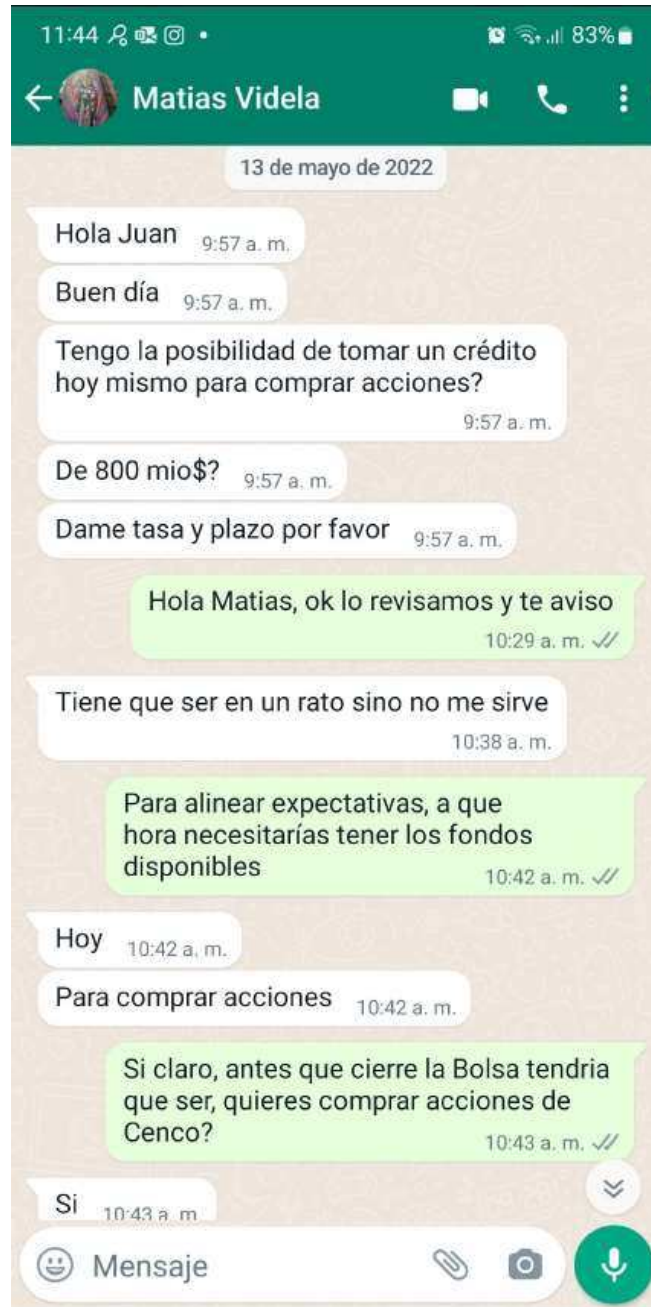 11:44
83%
Matias Videla
13 de mayo de 2022
Hola Juan 9:57 a. m.
Buen día 9:57 a. m.
Tengo la posibilidad de tomar un crédito
hoy mismo para comprar acciones?
9:57 a. m.
De 800 mio$? 9:57 a. m.
Dame tasa y plazo por favor 9:57 a. m.
Hola Matias, ok lo revisamos y te aviso
10:29 a. m.
Tiene que ser en un rato sino no me sirve
10:38 a. m.
Para alinear expectativas, a que
hora necesitarías tener los fondos
disponibles 10:42 a. m.
Hoy 10:42 a. m.
Para comprar acciones 10:42 a. m.
Si claro, antes que cierre la Bolsa tendria
que ser, quieres comprar acciones de
Cenco? 10:43 a. m.
Si 10:43 a. m
Mensaje